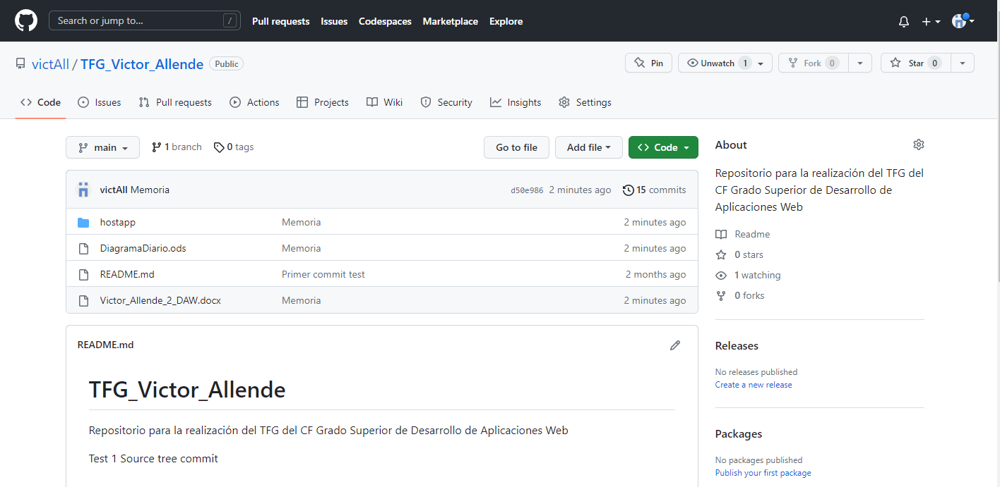 Search or jump to... /
Pull requests Issues Codespaces Marketplace Explore
victAll / TFG_Victor_Allende Public
Pin Unwatch 1 Fork 0 Star 0
Code Issues Pull requests Actions Projects Wiki Security Insights Settings
main 1 branch 0 tags Go to file Add file Code
victAll Memoria d50e986 2 minutes ago 15 commits
hostapp Memoria 2 minutes ago
DiagramaDiario.ods Memoria 2 minutes ago
README.md Primer commit test 2 months ago
Victor_Allende_2_DAW.docx Memoria 2 minutes ago
README.md
TFG_Victor_Allende
Repositorio para la realización del TFG del CF Grado Superior de Desarrollo de Aplicaciones Web
Test 1 Source tree commit
About
Repositorio para la realización del TFG del
CF Grado Superior de Desarrollo de
Aplicaciones Web
Readme
0 stars
1 watching
0 forks
Releases
No releases published
Create a new release
Packages
No packages published
Publish your first package